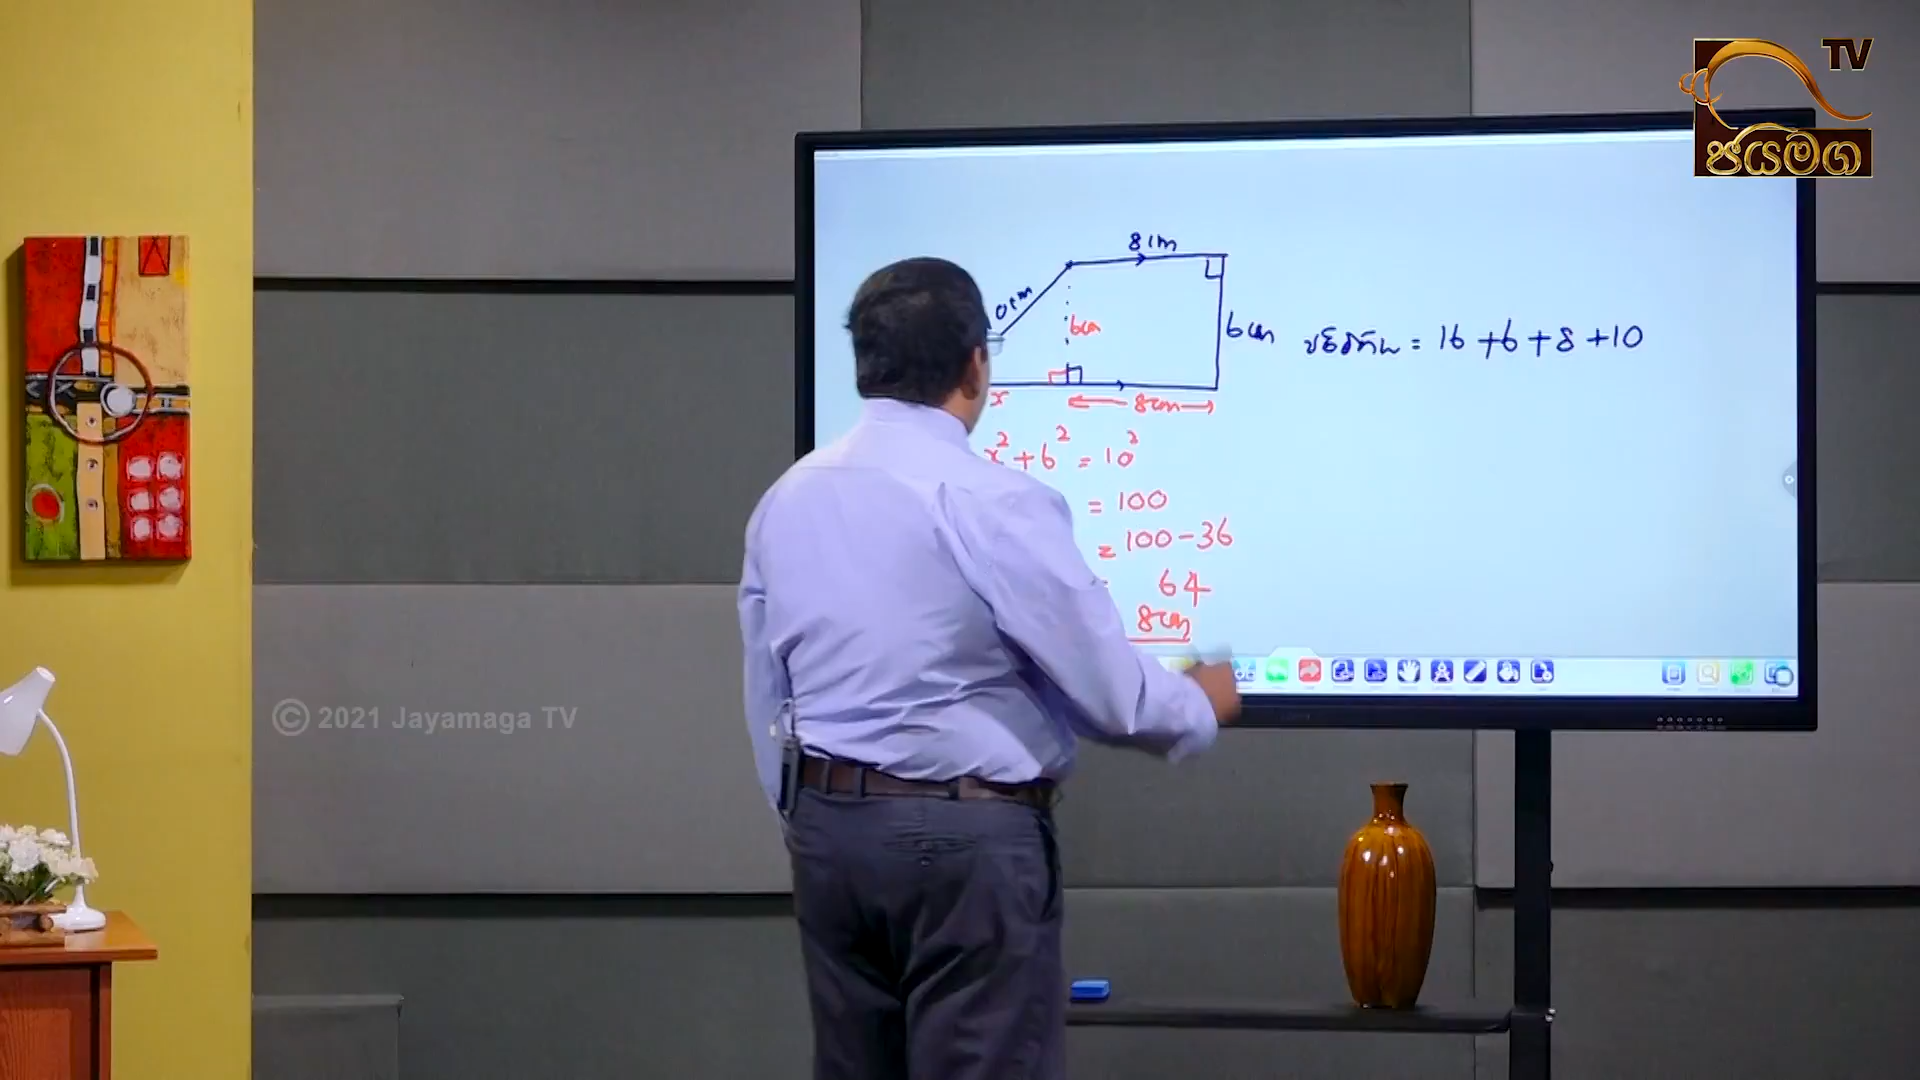 TV
ජයමග
8cm
0cm
6cm
6cm
පරිමිතිය = 16 +6 +8 +10
x
8cm
x² + 6² = 10²
= 100
= 100 - 36
64
8cm
© 2021 Jayamaga TV